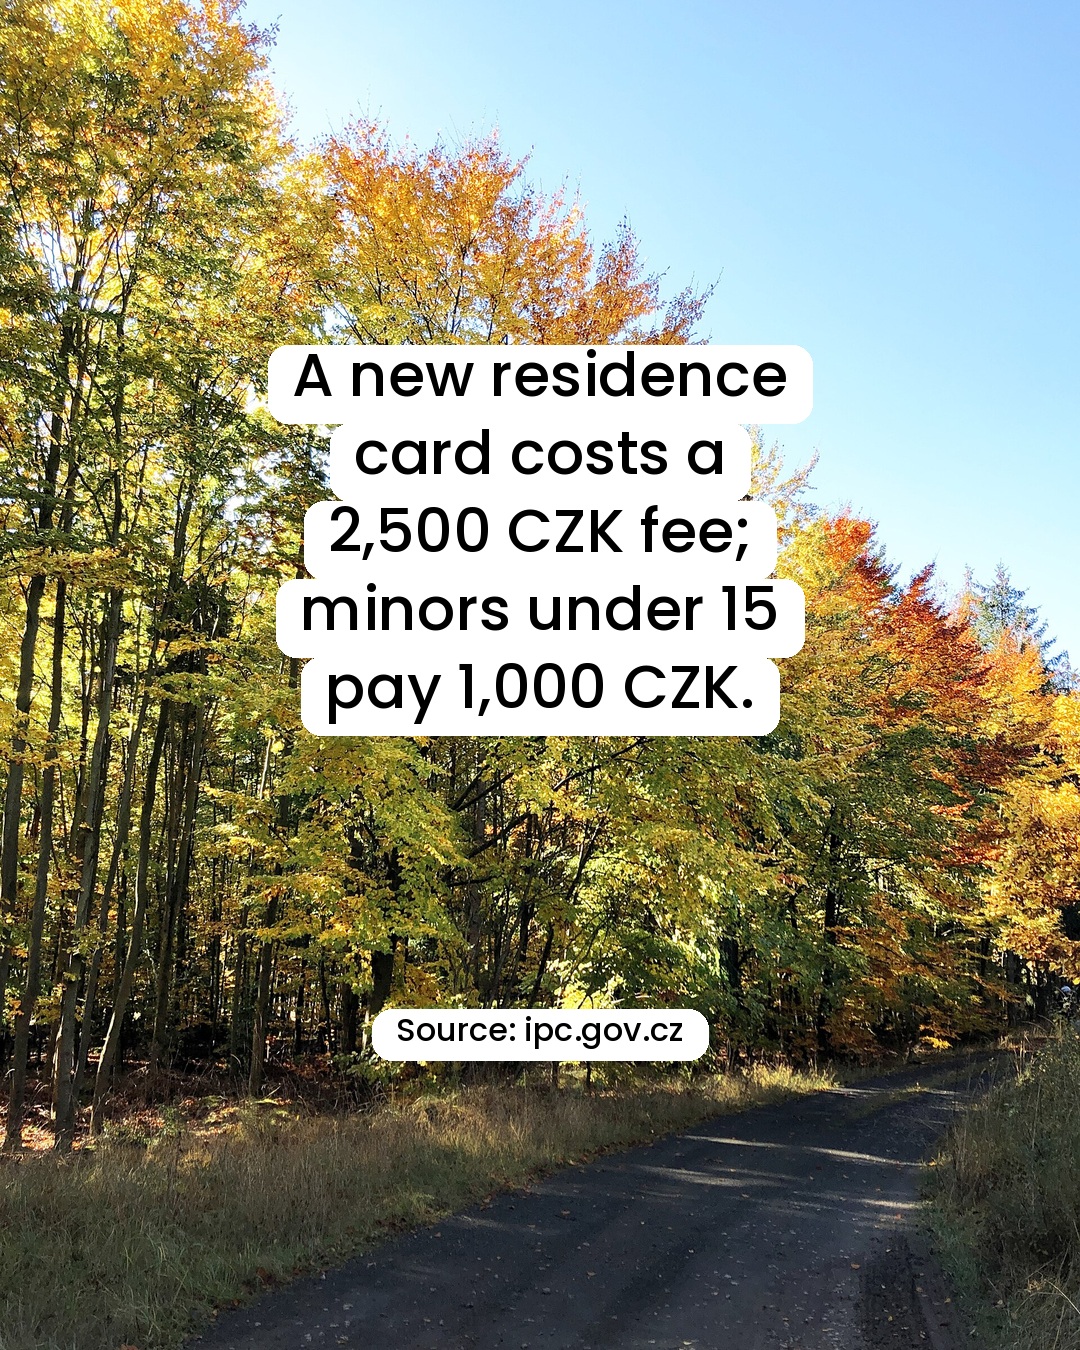 A new residence
card costs a
2,500 CZK fee;
minors under 15
pay 1,000 CZK.
Source: ipc.gov.cz